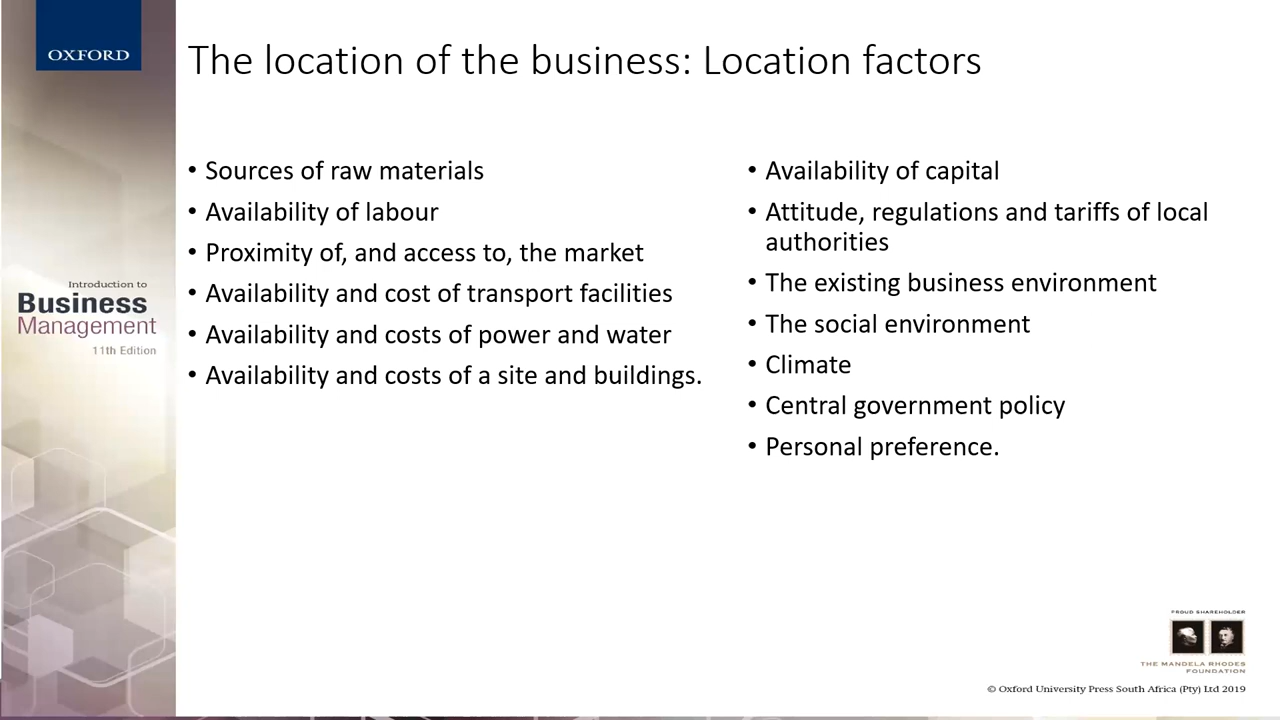 OXFORD
The location of the business: Location factors
• Sources of raw materials
• Availability of labour
• Proximity of, and access to, the market
• Availability and cost of transport facilities
• Availability and costs of power and water
• Availability and costs of a site and buildings.
• Availability of capital
• Attitude, regulations and tariffs of local
authorities
• The existing business environment
• The social environment
• Climate
• Central government policy
• Personal preference.
Introduction to
Business
Management
11th Edition
PROUD SHAREHOLDER
THE MANDELA RHODES
FOUNDATION
© Oxford University Press South Africa (Pty) Ltd 2019